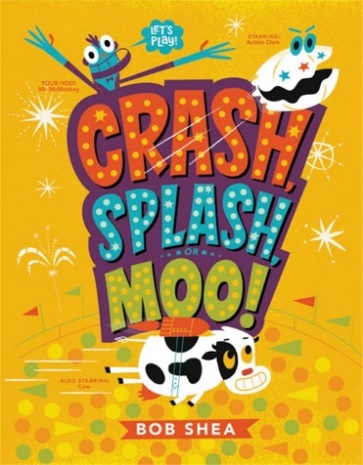 LET'S
PLAY!
STARRING:
Action Clam
YOUR HOST:
Mr. McMonkey
CRASH,
SPLASH,
OR
MOO!
ALSO STARRING:
Cow
BOB SHEA